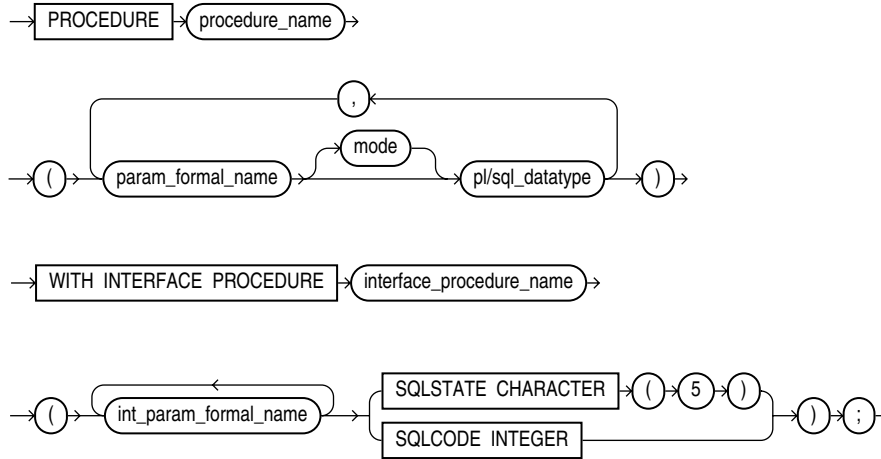 PROCEDURE procedure_name
,
mode
( param_formal_name pl/sql_datatype )
WITH INTERFACE PROCEDURE interface_procedure_name
SQLSTATE CHARACTER ( 5 )
( int_param_formal_name ) ;
SQLCODE INTEGER